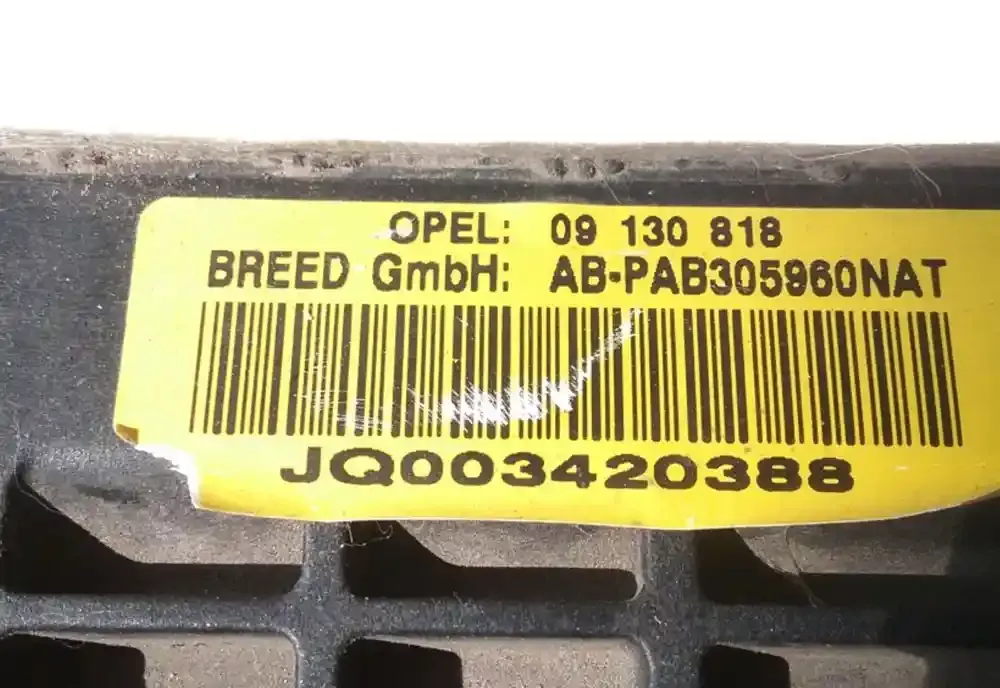 OPEL: 09 130 818
BREED GmbH: AB-PAB305960NAT
JQ003420388